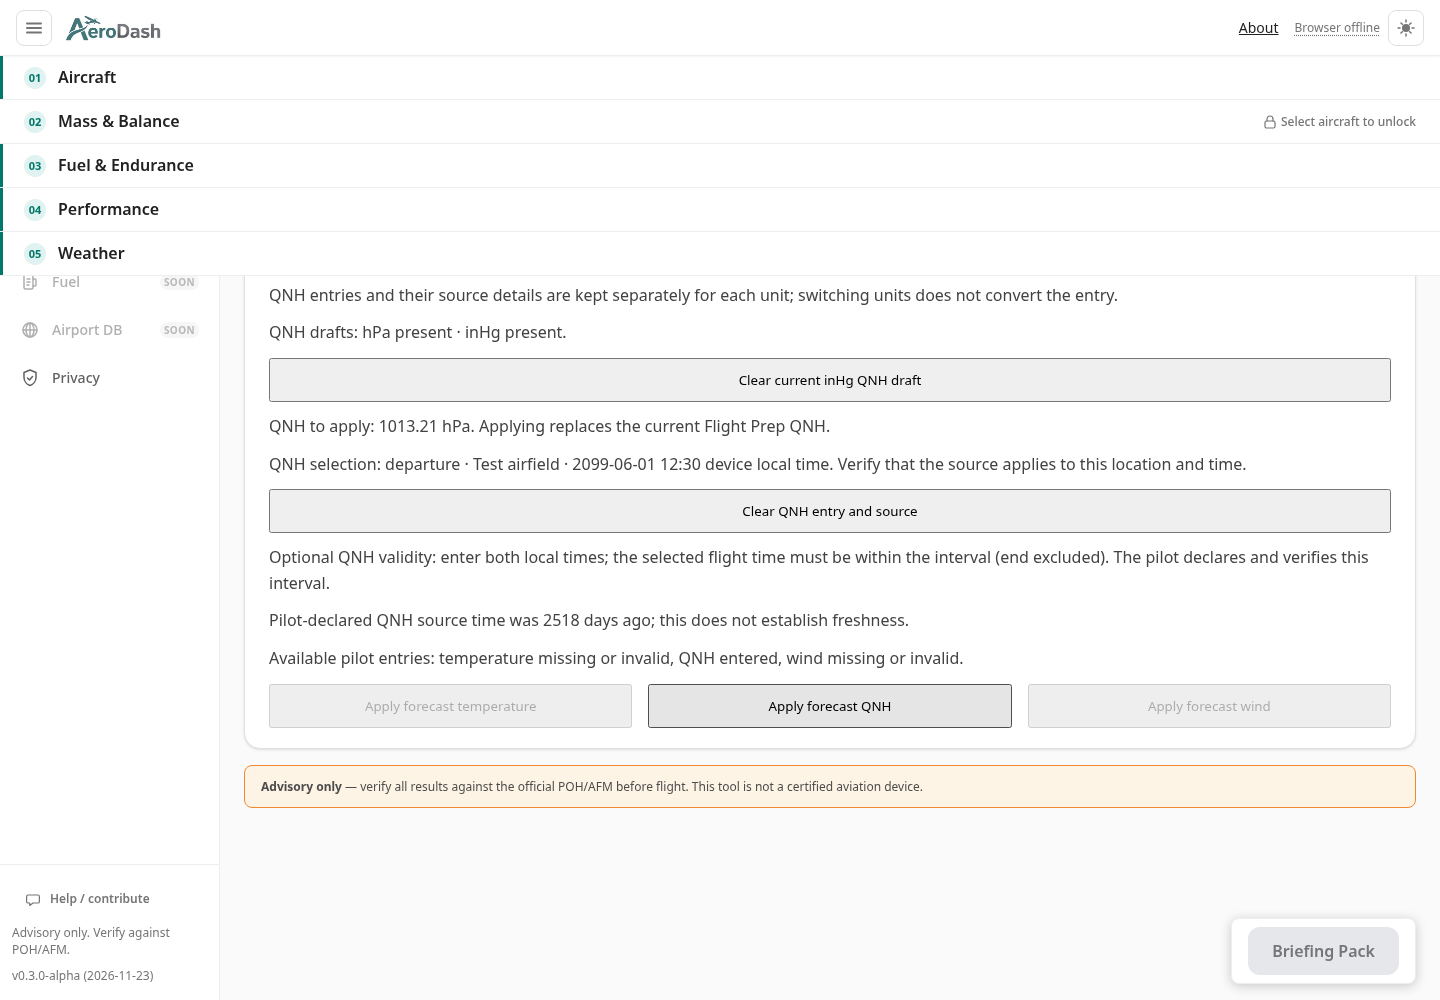 AeroDash
About
Browser offline
01 Aircraft
02 Mass & Balance
Select aircraft to unlock
03 Fuel & Endurance
04 Performance
05 Weather
Fuel SOON
Airport DB SOON
Privacy
QNH entries and their source details are kept separately for each unit; switching units does not convert the entry.
QNH drafts: hPa present · inHg present.
Clear current inHg QNH draft
QNH to apply: 1013.21 hPa. Applying replaces the current Flight Prep QNH.
QNH selection: departure · Test airfield · 2099-06-01 12:30 device local time. Verify that the source applies to this location and time.
Clear QNH entry and source
Optional QNH validity: enter both local times; the selected flight time must be within the interval (end excluded). The pilot declares and verifies this
interval.
Pilot-declared QNH source time was 2518 days ago; this does not establish freshness.
Available pilot entries: temperature missing or invalid, QNH entered, wind missing or invalid.
Apply forecast temperature
Apply forecast QNH
Apply forecast wind
Advisory only — verify all results against the official POH/AFM before flight. This tool is not a certified aviation device.
Help / contribute
Advisory only. Verify against
POH/AFM.
v0.3.0-alpha (2026-11-23)
Briefing Pack